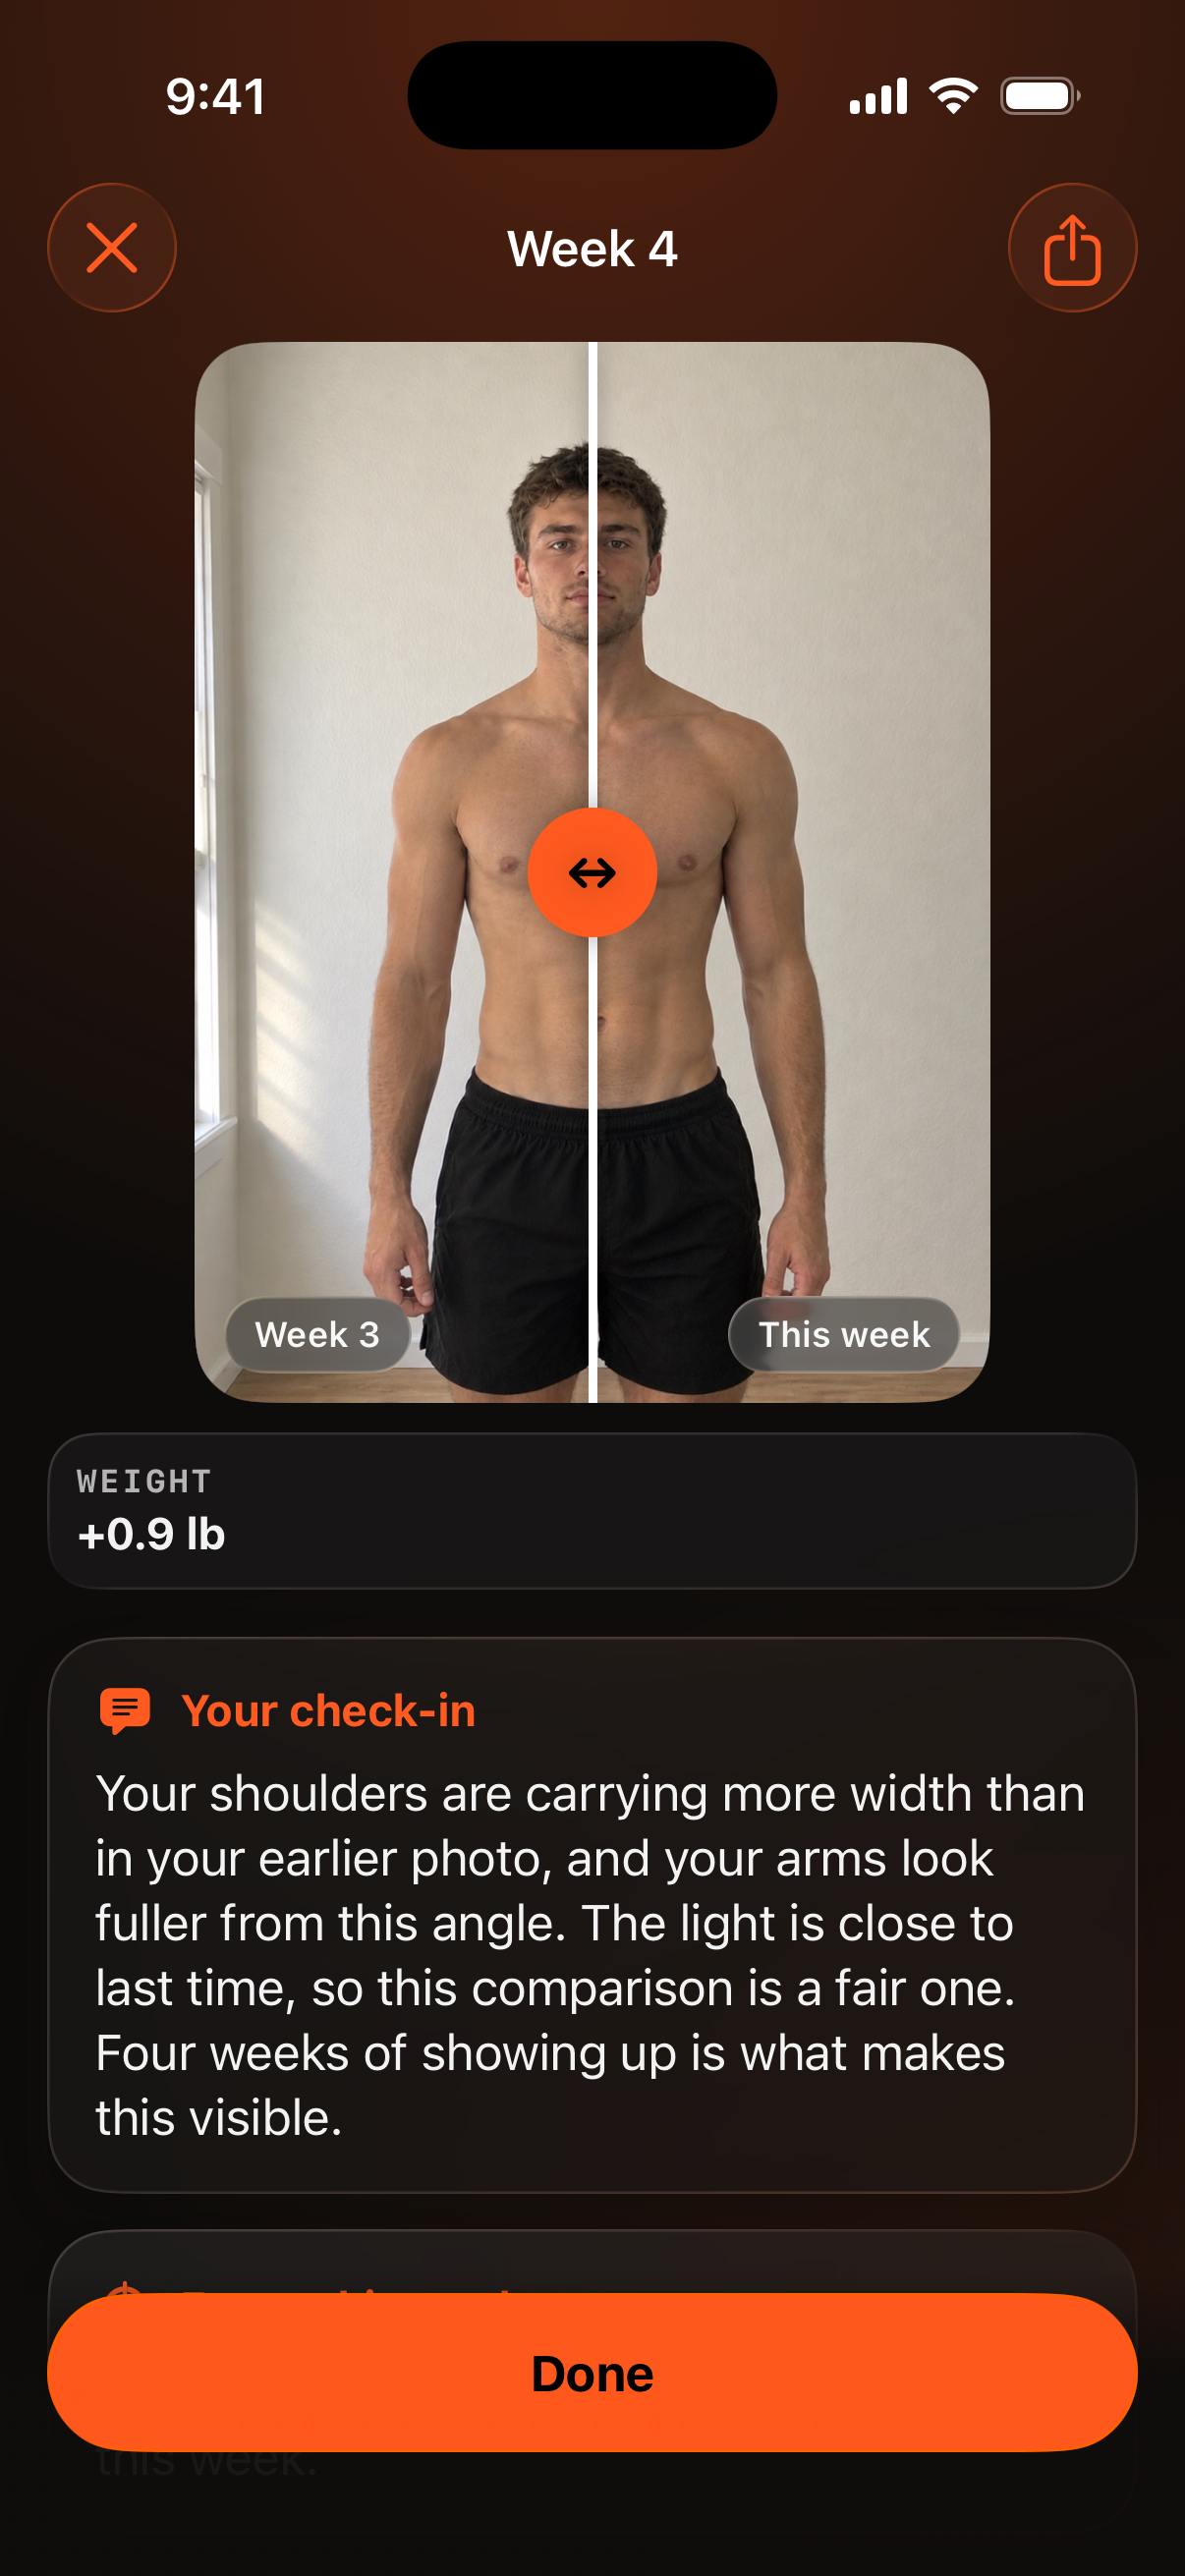 9:41
Week 4
Week 3
This week
WEIGHT
+0.9 lb
Your check-in
Your shoulders are carrying more width than
in your earlier photo, and your arms look
fuller from this angle. The light is close to
last time, so this comparison is a fair one.
Four weeks of showing up is what makes
this visible.
Done
this week.